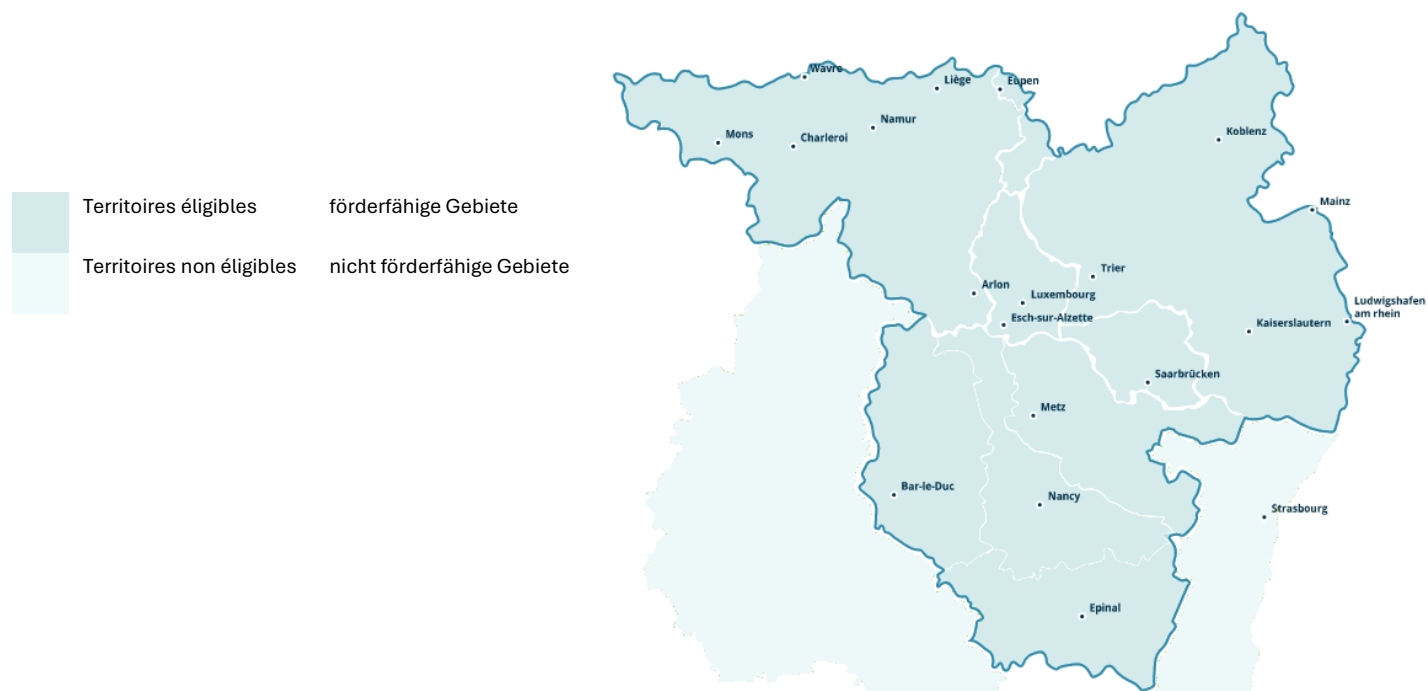 Territoires éligibles förderfähige Gebiete
Territoires non éligibles nicht förderfähige Gebiete
Wavre
Liège
Eupen
Namur
Mons
Charleroi
Koblenz
Mainz
Trier
Arlon
Luxembourg
Esch-sur-Alzette
Ludwigshafen
am rhein
Kaiserslautern
Saarbrücken
Metz
Bar-le-Duc
Nancy
Strasbourg
Epinal